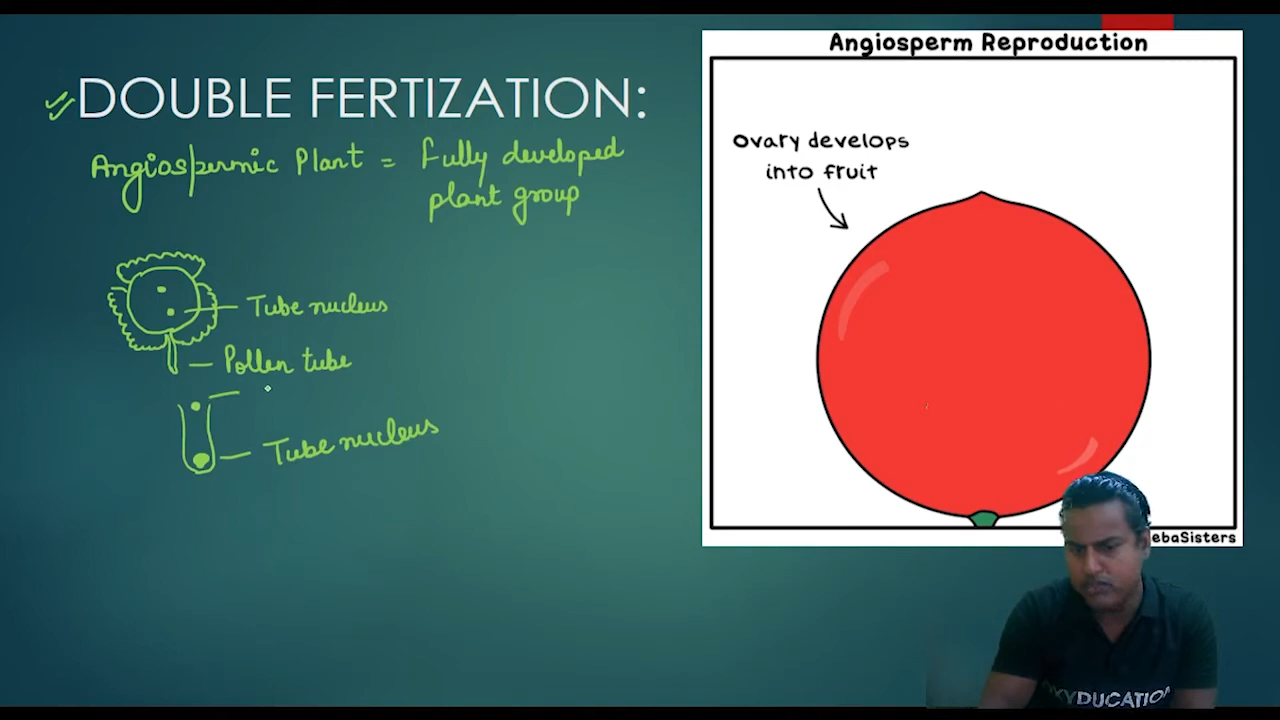 DOUBLE FERTIZATION:
Angiospermic Plant = Fully developed
plant group
Tube nucleus
Pollen tube
Tube nucleus
Angiosperm Reproduction
Ovary develops
into fruit
ebaSisters
YDUCATION